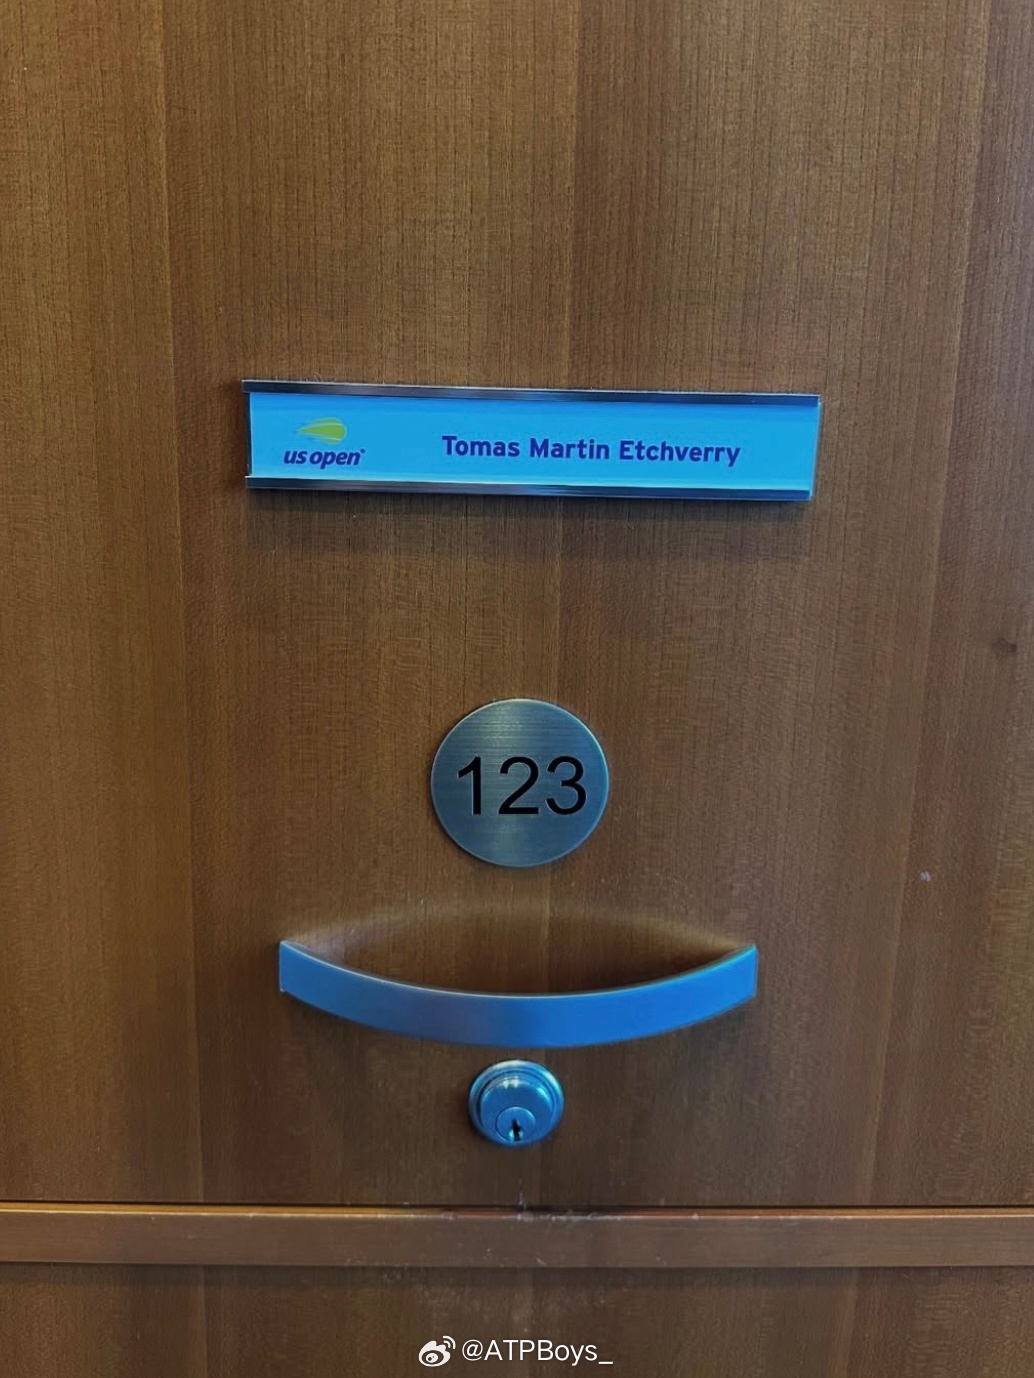 us open
Tomas Martin Etchverry
123
@ATPBoys_